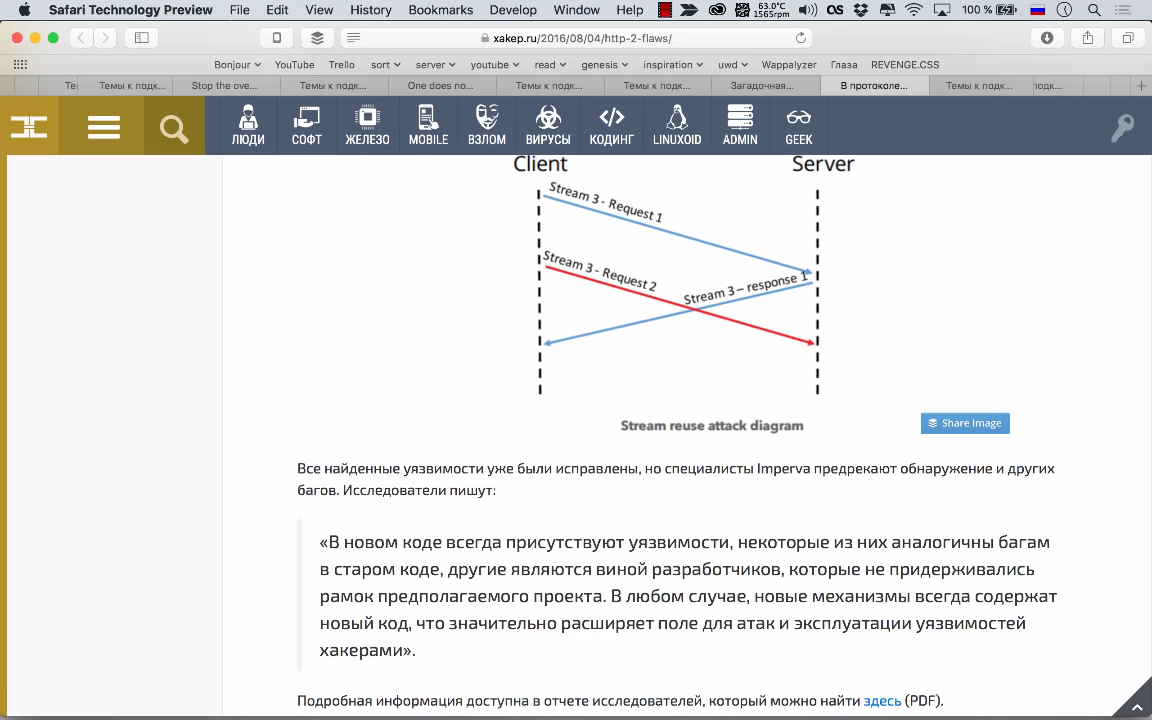 Safari Technology Preview File Edit View History Bookmarks Develop Window Help 63.0°C 1565rpm 100 %
xakep.ru/2016/08/04/http-2-flaws/
Bonjour YouTube Trello sort server youtube read genesis inspiration uwd Wappalyzer Глаза REVENGE.CSS
Те Темы к подк... Stop the ove... Темы к подк... One does no... Темы к подк... Темы к подк... Загадочная... В протоколе... Темы к подк... подк...
ЛЮДИ СОФТ ЖЕЛЕЗО MOBILE ВЗЛОМ ВИРУСЫ КОДИНГ LINUXOID ADMIN GEEK
Client Server
Stream 3 - Request 1
Stream 3 - Request 2
Stream 3 – response 1
Stream reuse attack diagram
Share Image
Все найденные уязвимости уже были исправлены, но специалисты Imperva предрекают обнаружение и других
багов. Исследователи пишут:
«В новом коде всегда присутствуют уязвимости, некоторые из них аналогичны багам
в старом коде, другие являются виной разработчиков, которые не придерживались
рамок предполагаемого проекта. В любом случае, новые механизмы всегда содержат
новый код, что значительно расширяет поле для атак и эксплуатации уязвимостей
хакерами».
Подробная информация доступна в отчете исследователей, который можно найти здесь (PDF).